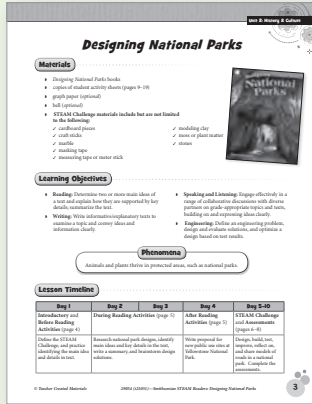 Unit 2: History & Culture
Designing National Parks
Materials
Designing National Parks books
copies of student activity sheets (pages 9–19)
graph paper (optional)
ball (optional)
STEAM Challenge materials include but are not limited
to the following:
✓ cardboard pieces
✓ craft sticks
✓ marble
✓ masking tape
✓ measuring tape or meter stick
✓ modeling clay
✓ moss or plant matter
✓ stones
National
Parks
Learning Objectives
Reading: Determine two or more main ideas of
a text and explain how they are supported by key
details; summarize the text.
Writing: Write informative/explanatory texts to
examine a topic and convey ideas and
information clearly.
Speaking and Listening: Engage effectively in a
range of collaborative discussions with diverse
partners on grade-appropriate topics and texts,
building on and expressing ideas clearly.
Engineering: Define an engineering problem,
design and evaluate solutions, and optimize a
design based on test results.
Phenomena
Animals and plants thrive in protected areas, such as national parks.
Lesson Timeline
Day 1
Day 2
Day 3
Day 4
Day 5–10
Introductory and
Before Reading
Activities (page 4)
During Reading Activities (page 5)
After Reading
Activities (page 5)
STEAM Challenge
and Assessments
(pages 6–8)
Define the STEAM
Challenge, and practice
identifying the main idea
and details in text.
Research national park designs, identify
main ideas and key details in the text,
write a summary, and brainstorm design
solutions.
Write proposal for
new public use sites at
Yellowstone National
Park.
Design, build, test,
improve, reflect on,
and share models of
roads in a national
park. Complete the
assessments.
© Teacher Created Materials
Smithsonian STEAM Readers: Designing National Parks
3